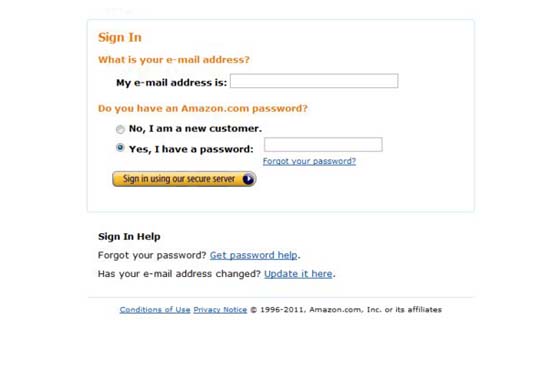 Sign In
What is your e-mail address?
My e-mail address is:
Do you have an Amazon.com password?
No, I am a new customer.
Yes, I have a password:
Forgot your password?
Sign in using our secure server
Sign In Help
Forgot your password? Get password help.
Has your e-mail address changed? Update it here.
Conditions of Use Privacy Notice © 1996-2011, Amazon.com, Inc. or its affiliates